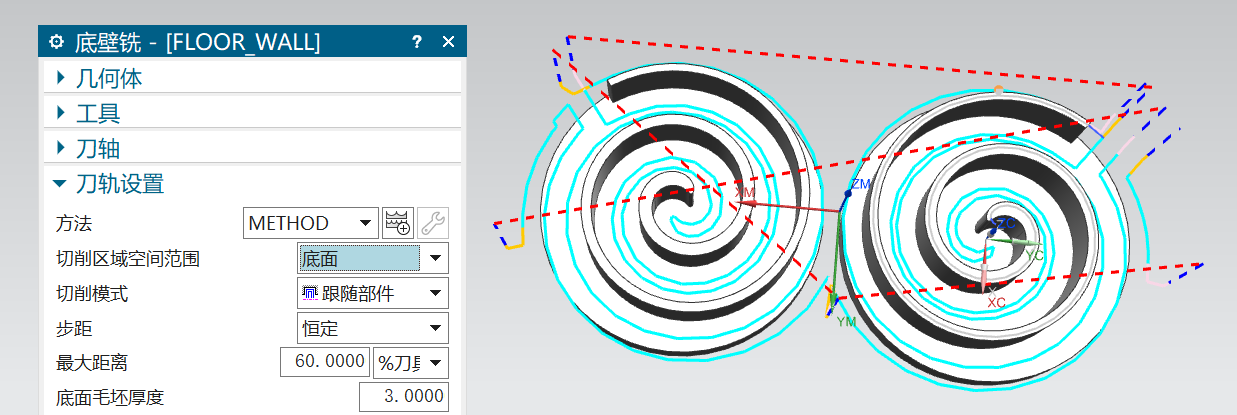 底壁铣 - [FLOOR_WALL]
?
几何体
工具
刀轴
刀轨设置
方法 METHOD
切削区域空间范围 底面
切削模式 跟随部件
步距 恒定
最大距离 60.0000 %刀具
底面毛坯厚度 3.0000
XM
ZM
YM
ZC
YC
XC